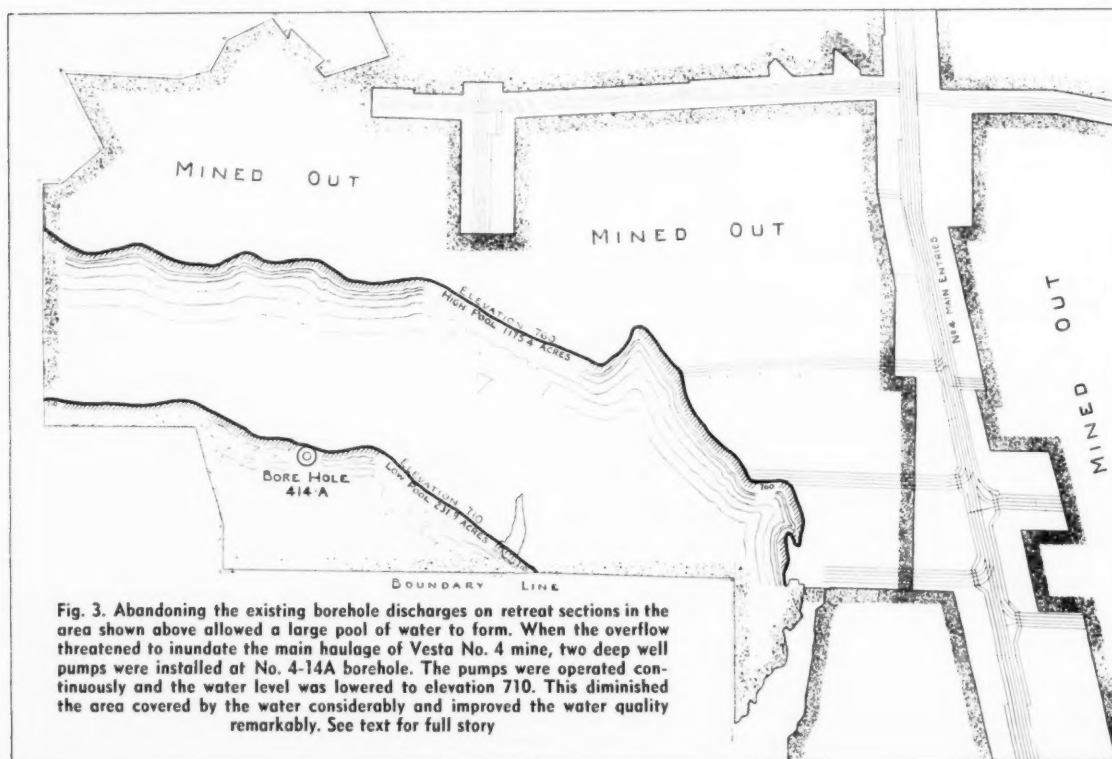 MINED OUT
MINED OUT
No 4 MAIN ENTRIES
MINED OUT
ELEVATION 760
HIGH POOL 1175.4 ACRES
760
BORE HOLE
414-A
ELEVATION 710
LOW POOL 231.9 ACRES
BOUNDARY LINE
Fig. 3. Abandoning the existing borehole discharges on retreat sections in the
area shown above allowed a large pool of water to form. When the overflow
threatened to inundate the main haulage of Vesta No. 4 mine, two deep well
pumps were installed at No. 4-14A borehole. The pumps were operated con-
tinuously and the water level was lowered to elevation 710. This diminished
the area covered by the water considerably and improved the water quality
remarkably. See text for full story